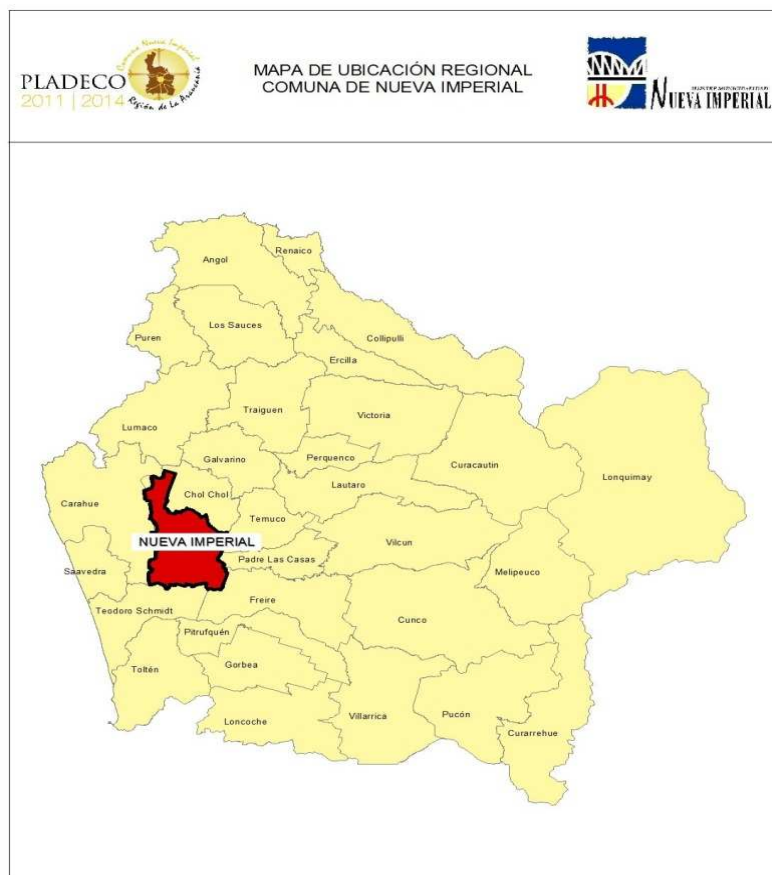 PLADECO
2011 | 2014
Comuna Nueva Imperial
Región de La Araucanía
MAPA DE UBICACIÓN REGIONAL
COMUNA DE NUEVA IMPERIAL
NUEVA IMPERIAL
Renaico
Angol
Los Sauces
Puren
Collipulli
Ercilla
Traiguen
Victoria
Lumaco
Galvarino
Perquenco
Curacautin
Lonquimay
Carahue
Chol Chol
Lautaro
Temuco
NUEVA IMPERIAL
Vilcun
Padre Las Casas
Saavedra
Melipeuco
Freire
Teodoro Schmidt
Cunco
Pitrufquén
Toltén
Gorbea
Loncoche
Villarrica
Pucón
Curarrehue